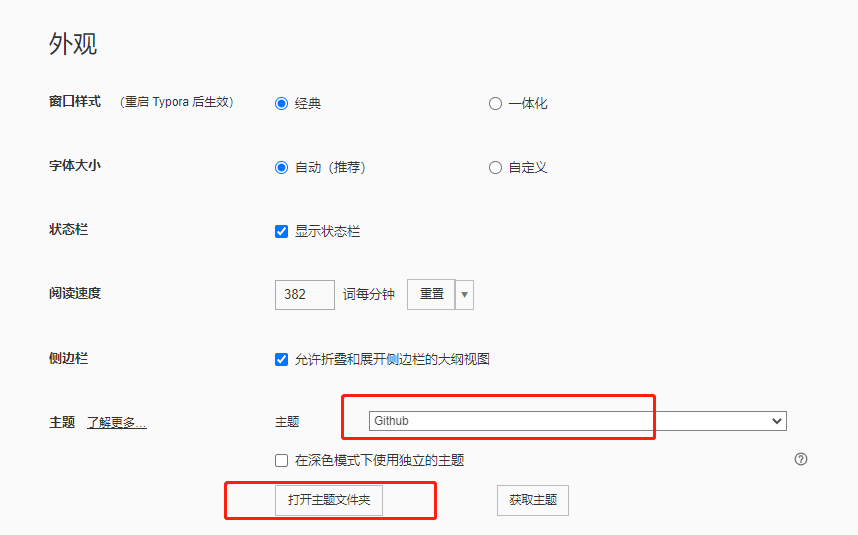 外观
窗口样式 （重启 Typora 后生效） 经典 一体化
字体大小 自动（推荐） 自定义
状态栏 显示状态栏
阅读速度 382 词每分钟 重置
侧边栏 允许折叠和展开侧边栏的大纲视图
主题 了解更多... 主题 Github
在深色模式下使用独立的主题
打开主题文件夹 获取主题